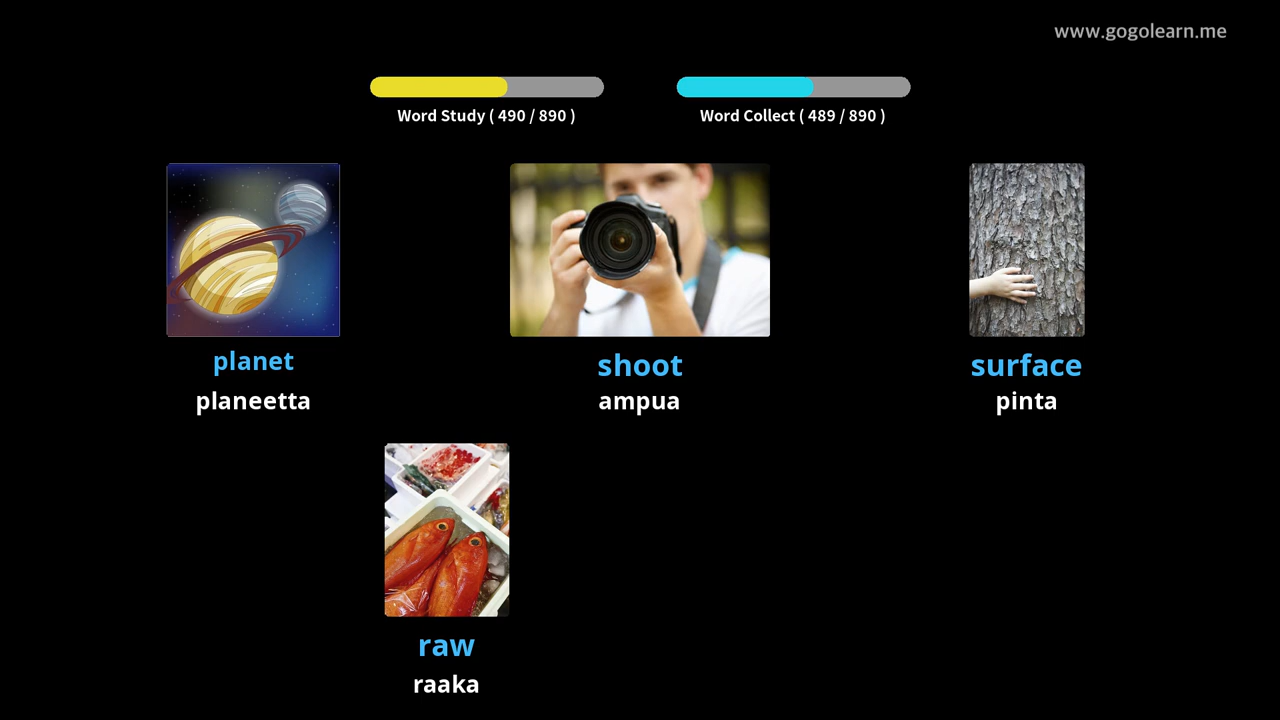 www.gogolearn.me
Word Study ( 490 / 890 )
Word Collect ( 489 / 890 )
planet
planeetta
shoot
ampua
surface
pinta
raw
raaka